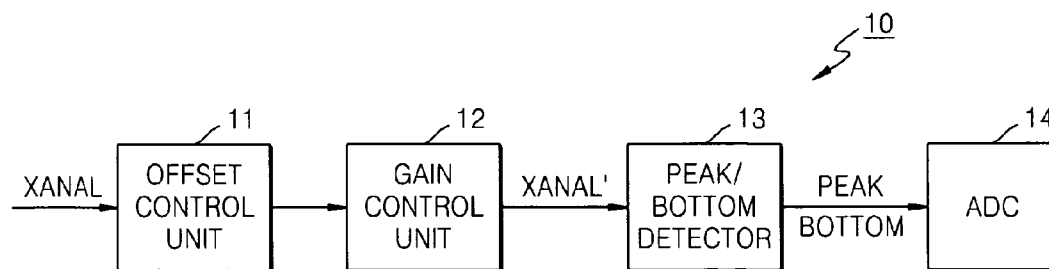 10
11
12
13
14
XANAL
OFFSET
CONTROL
UNIT
GAIN
CONTROL
UNIT
XANAL'
PEAK/
BOTTOM
DETECTOR
PEAK
BOTTOM
ADC